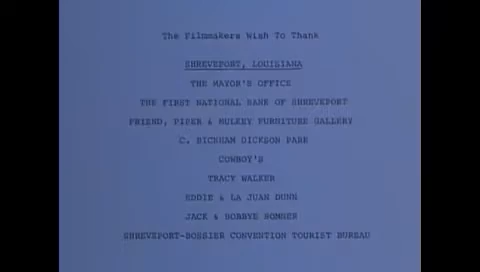 The Filmmakers Wish To Thank
SHREVEPORT, LOUISIANA
THE MAYOR'S OFFICE
THE FIRST NATIONAL BANK OF SHREVEPORT
FRIEND, PIPER & MULKEY FURNITURE GALLERY
C. BICKHAM DICKSON PARK
COWBOY'S
TRACY WALKER
EDDIE & LA JUAN DUNN
JACK & BOBBYE
SHREVEPORT-BOSSIER CONVENTION TOURIST BUREAU